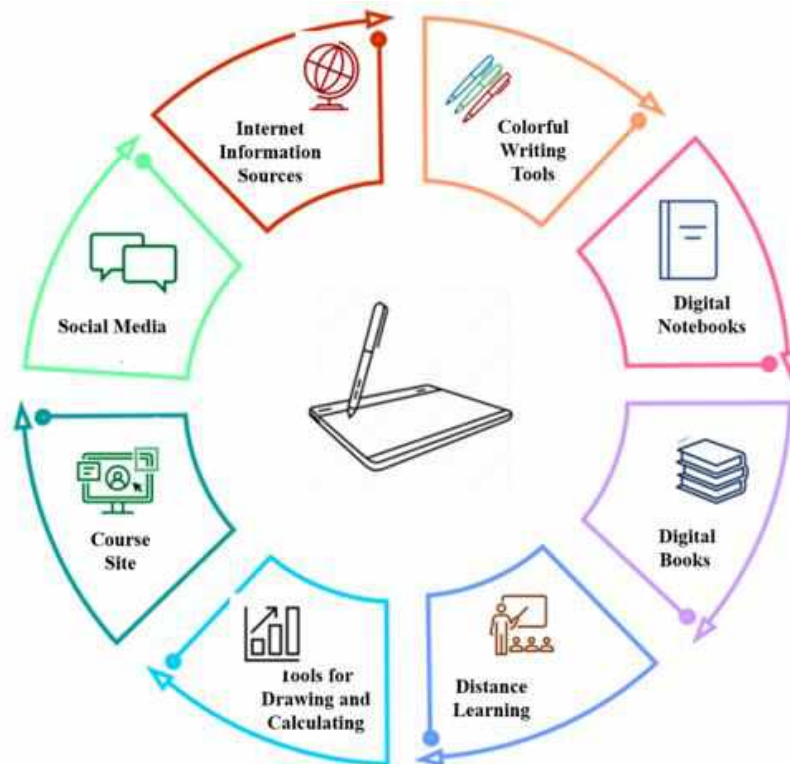 Internet
Information
Sources
Colorful
Writing
Tools
Digital
Notebooks
Digital
Books
Distance
Learning
Tools for
Drawing and
Calculating
Course
Site
Social Media